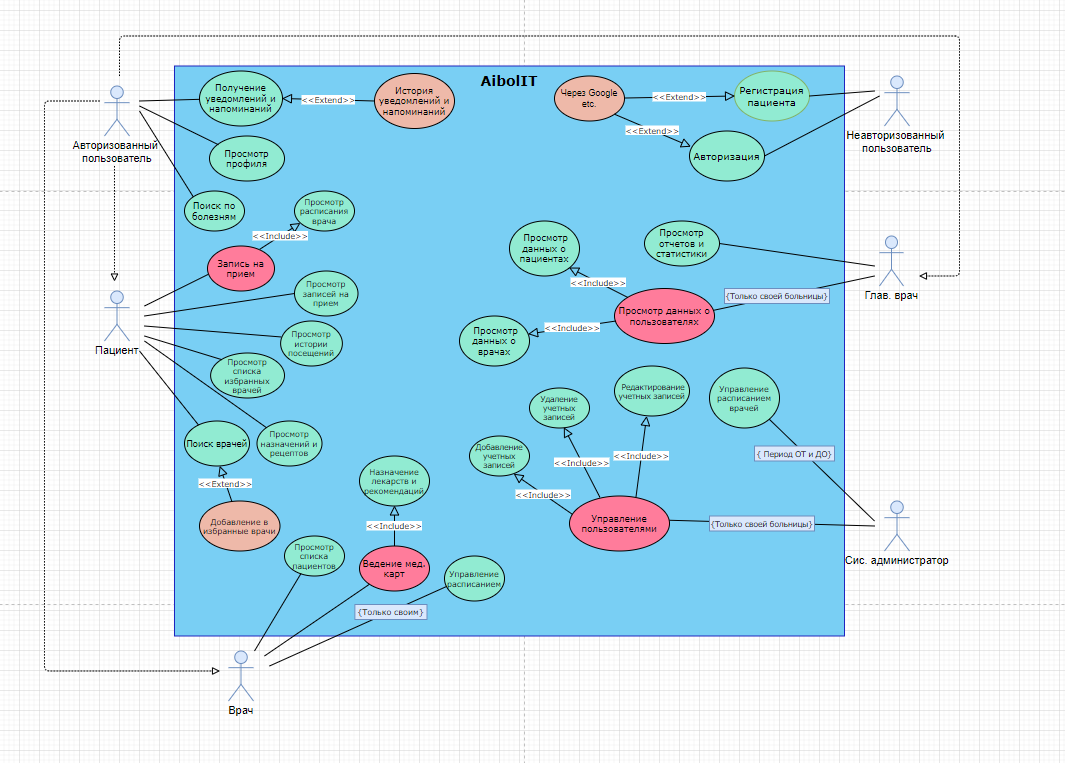 AibolIT
Получение
уведомлений и
напоминаний
<<Extend>>
История
уведомлений и
напоминаний
Через Google
etc.
<<Extend>>
Регистрация
пациента
<<Extend>>
Авторизация
Авторизованный
пользователь
Неавторизованный
пользователь
Просмотр
профиля
Поиск по
болезням
Просмотр
расписания
врача
<<Include>>
Запись на
прием
Просмотр
данных о
пациентах
Просмотр
отчетов и
статистики
<<Include>>
Глав. врач
{Только своей больницы}
Просмотр
записей на
прием
Просмотр данных о
пользователях
<<Include>>
Просмотр
данных о
врачах
Пациент
Просмотр
истории
посещений
Просмотр
списка
избранных
врачей
Удаление
учетных
записей
Редактирование
учетных записей
Управление
расписанием
врачей
Поиск врачей
Просмотр
назначений и
рецептов
Добавление
учетных
записей
<<Include>>
<<Include>>
{ Период ОТ и ДО}
<<Extend>>
Назначение
лекарств и
рекомендаций
<<Include>>
Добавление в
избранные врачи
<<Include>>
Управление
пользователями
{Только своей больницы}
Сис. администратор
Просмотр
списка
пациентов
Ведение мед.
карт
Управление
расписанием
{Только своим}
Врач